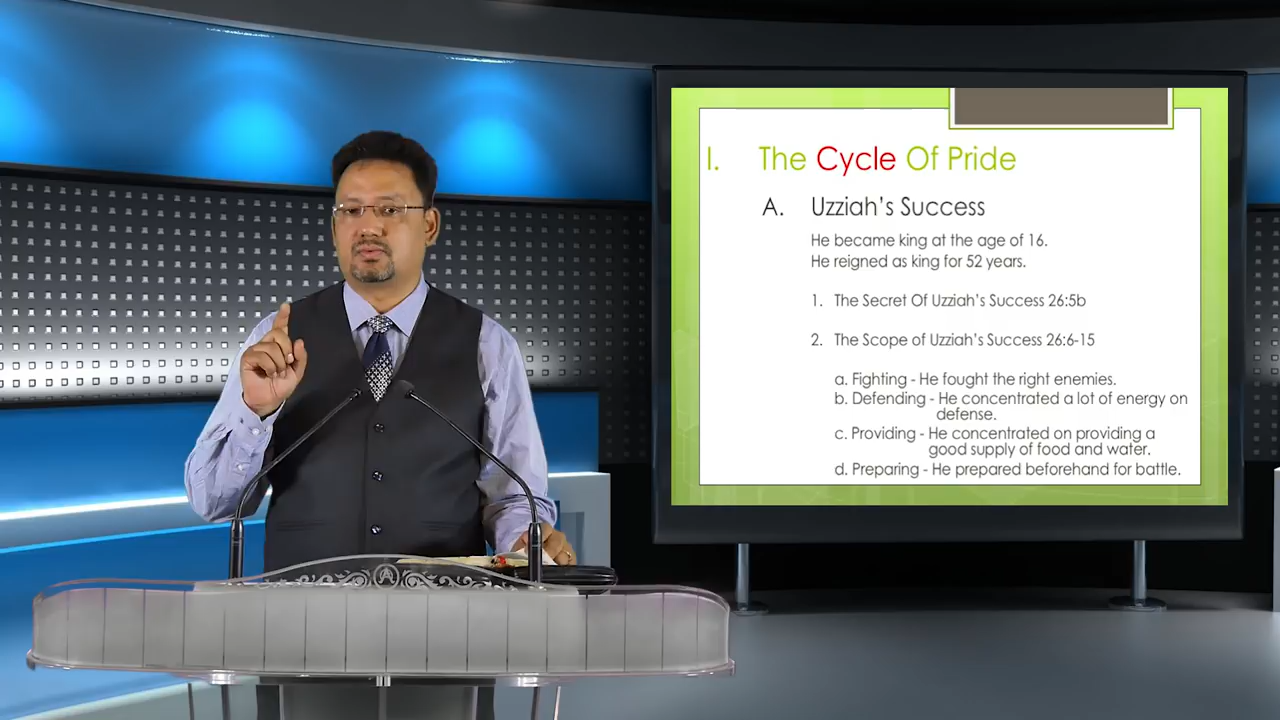 I. The Cycle Of Pride
A. Uzziah's Success
He became king at the age of 16.
He reigned as king for 52 years.
1. The Secret Of Uzziah's Success 26:5b
2. The Scope of Uzziah's Success 26:6-15
a. Fighting - He fought the right enemies.
b. Defending - He concentrated a lot of energy on
defense.
c. Providing - He concentrated on providing a
good supply of food and water.
d. Preparing - He prepared beforehand for battle.
A